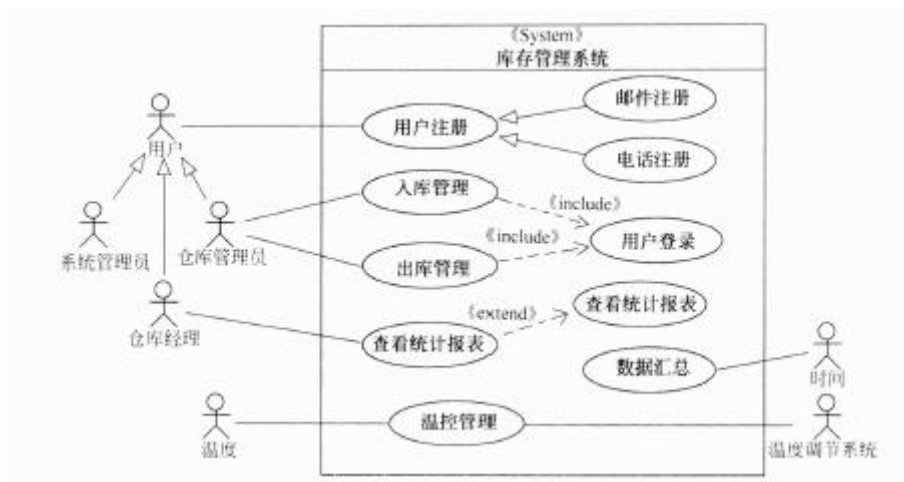 《System》
库存管理系统
邮件注册
用户注册
用户
电话注册
入库管理
《include》
系统管理员
仓库管理员
《include》
用户登录
出库管理
仓库经理
《extend》
查看统计报表
查看统计报表
数据汇总
时间
温控管理
温度
温度调节系统